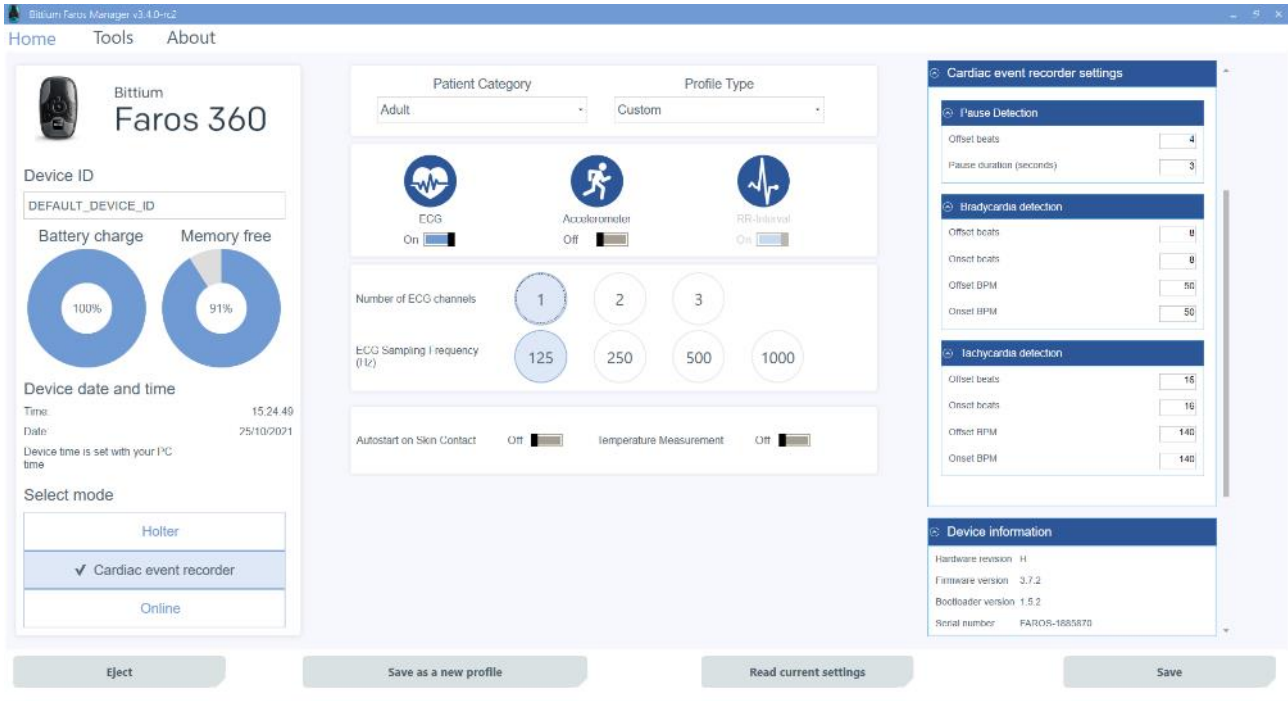 Bittium Faros Manager v3.4.0-rc2
Home Tools About
Bittium
Faros 360
Device ID
DEFAULT_DEVICE_ID
Battery charge Memory free
100% 91%
Device date and time
Time: 15.24.49
Date: 25/10/2021
Device time is set with your PC
time
Select mode
Holter
✓ Cardiac event recorder
Online
Patient Category Profile Type
Adult Custom
ECG Accelerometer RR-Interval
On Off On
Number of ECG channels 1 2 3
ECG Sampling Frequency
(Hz) 125 250 500 1000
Autostart on Skin Contact Off Temperature Measurement Off
Cardiac event recorder settings
Pause Detection
Offset beats 4
Pause duration (seconds) 3
Bradycardia detection
Offset beats 8
Onset beats 8
Offset BPM 50
Onset BPM 50
Tachycardia detection
Offset beats 16
Onset beats 16
Offset BPM 140
Onset BPM 140
Device information
Hardware revision H
Firmware version 3.7.2
Bootloader version 1.5.2
Serial number FAROS-1885870
Eject Save as a new profile Read current settings Save